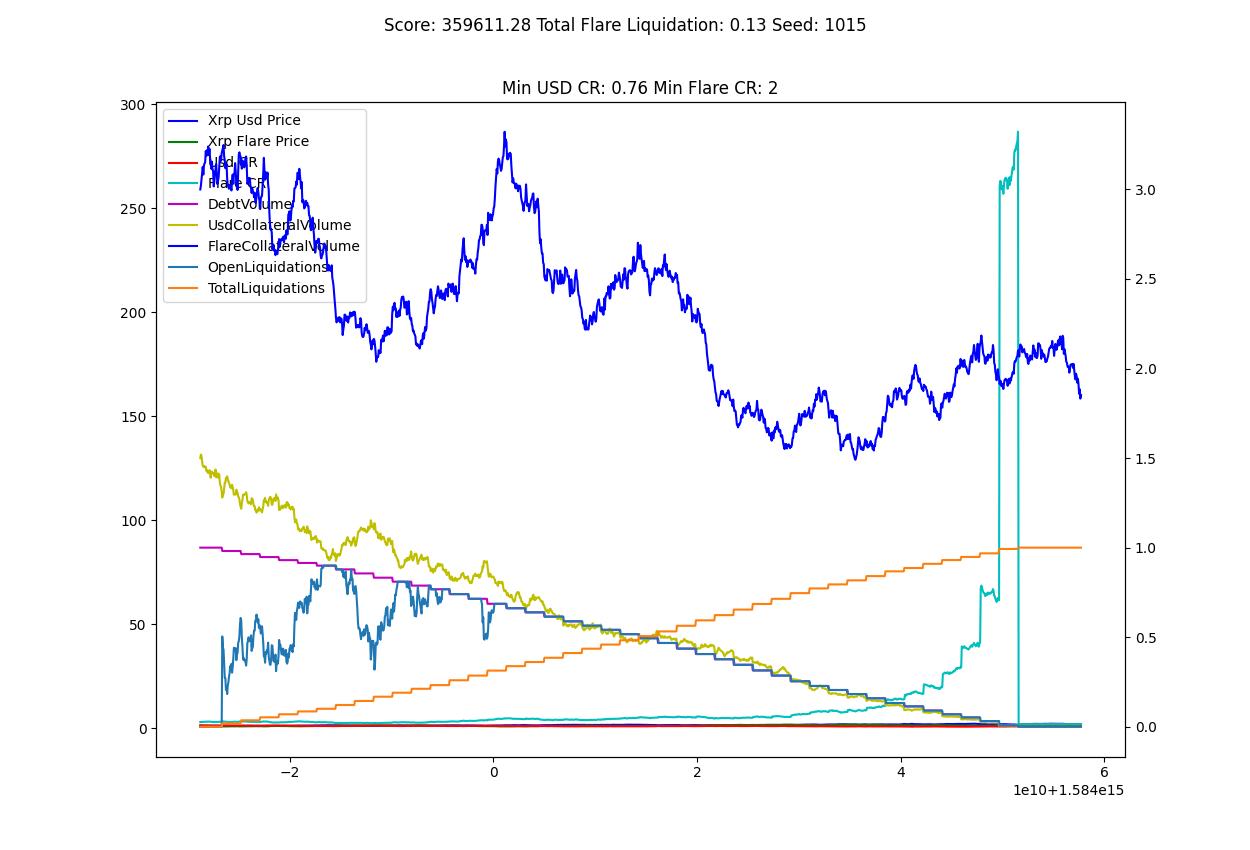 Score: 359611.28 Total Flare Liquidation: 0.13 Seed: 1015
Min USD CR: 0.76 Min Flare CR: 2
300
250
200
150
100
50
0
Xrp Usd Price
Xrp Flare Price
Usd CR
Flare CR
DebtVolume
UsdCollateralVolume
FlareCollateralVolume
OpenLiquidations
TotalLiquidations
3.0
2.5
2.0
1.5
1.0
0.5
0.0
−2 0 2 4 6
1e10+1.584e15